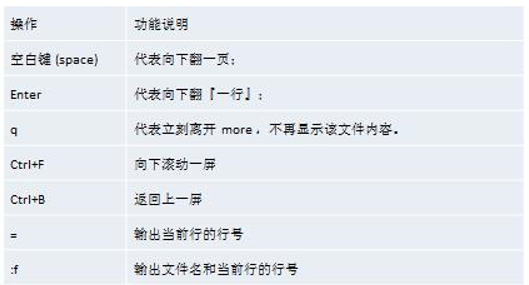 操作 功能说明
空白键 (space) 代表向下翻一页；
Enter 代表向下翻『一行』；
q 代表立刻离开 more ，不再显示该文件内容。
Ctrl+F 向下滚动一屏
Ctrl+B 返回上一屏
= 输出当前行的行号
:f 输出文件名和当前行的行号